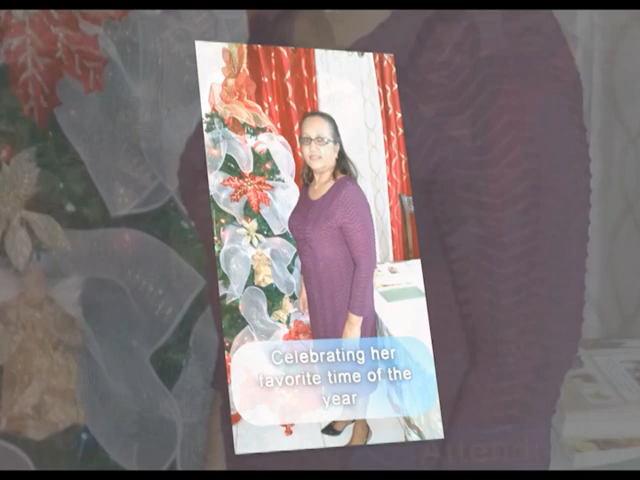 Celebrating her
favorite time of the
year